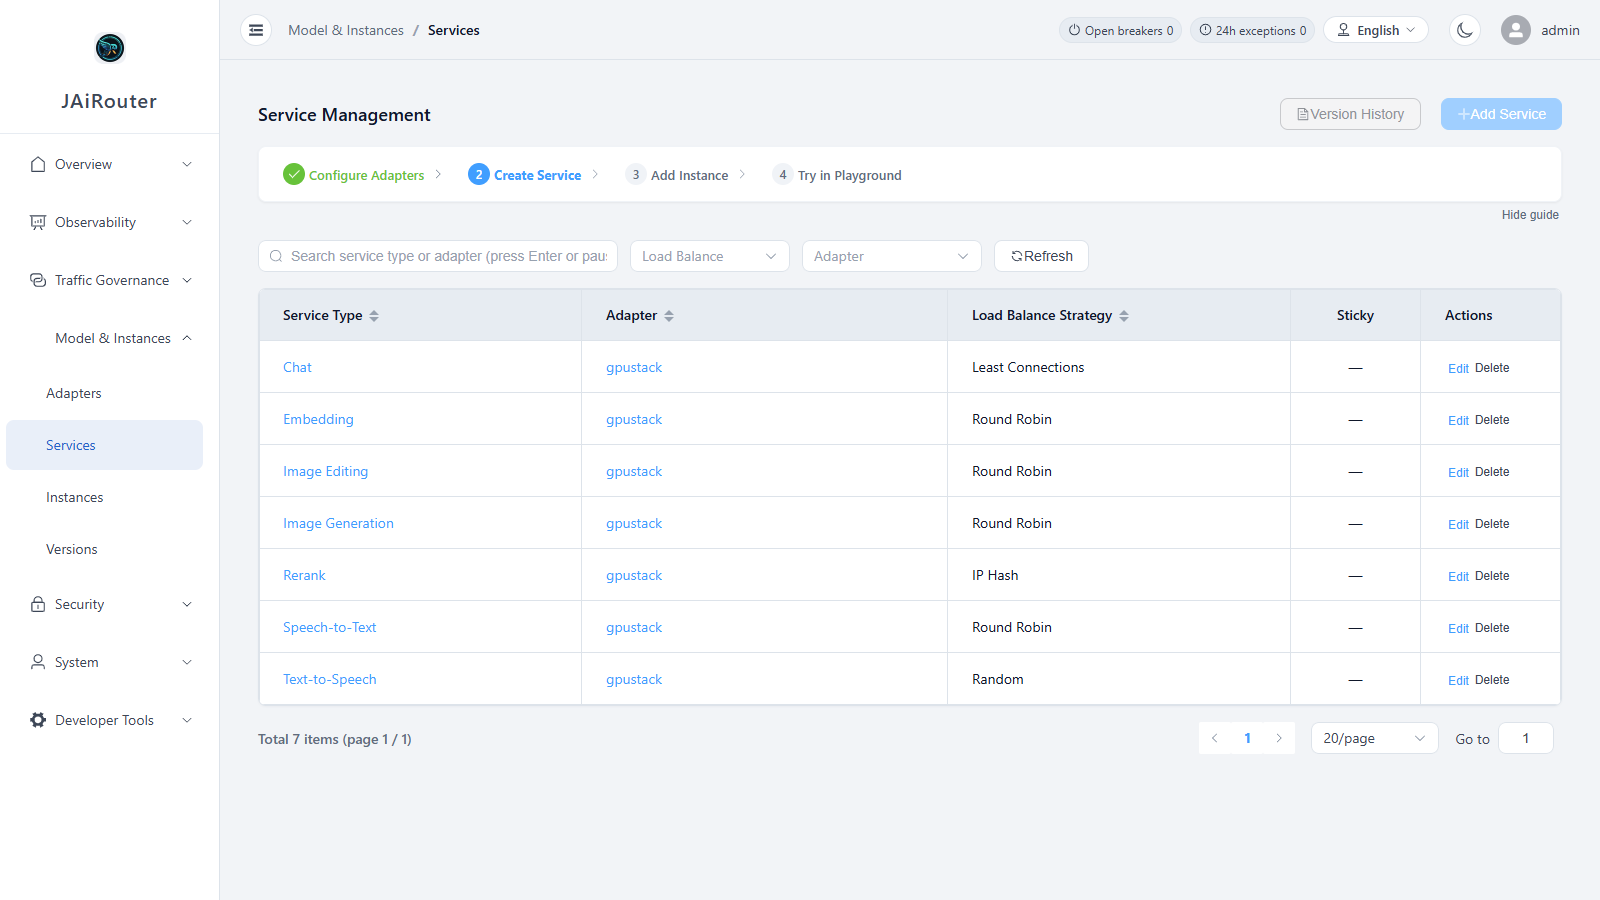 JAiRouter
Overview
Observability
Traffic Governance
Model & Instances
Adapters
Services
Instances
Versions
Security
System
Developer Tools
Model & Instances / Services
Open breakers 0
24h exceptions 0
English
admin
Service Management
Version History
Add Service
Configure Adapters
2 Create Service
3 Add Instance
4 Try in Playground
Hide guide
Search service type or adapter (press Enter or pau
Load Balance
Adapter
Refresh
Service Type Adapter Load Balance Strategy Sticky Actions
Chat gpustack Least Connections — Edit Delete
Embedding gpustack Round Robin — Edit Delete
Image Editing gpustack Round Robin — Edit Delete
Image Generation gpustack Round Robin — Edit Delete
Rerank gpustack IP Hash — Edit Delete
Speech-to-Text gpustack Round Robin — Edit Delete
Text-to-Speech gpustack Random — Edit Delete
Total 7 items (page 1 / 1)
1
20/page
Go to 1